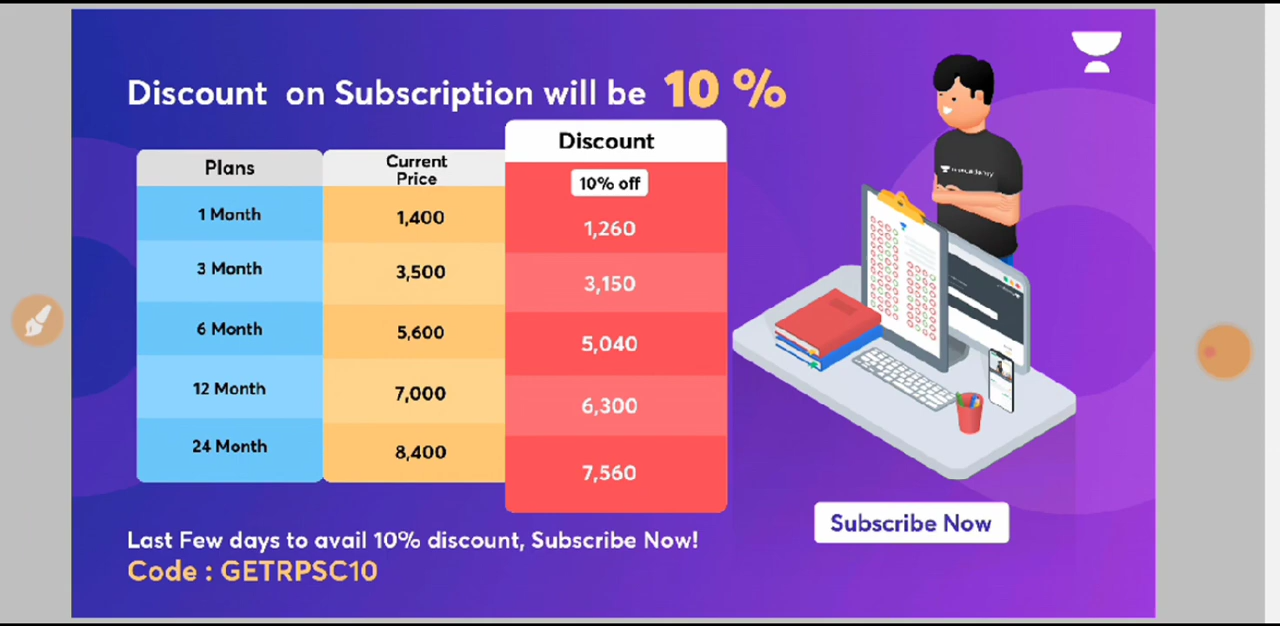 Discount on Subscription will be 10 %
Plans
Current
Price
Discount
10% off
1 Month
1,400
1,260
3 Month
3,500
3,150
6 Month
5,600
5,040
12 Month
7,000
6,300
24 Month
8,400
7,560
Last Few days to avail 10% discount, Subscribe Now!
Code : GETRPSC10
Subscribe Now